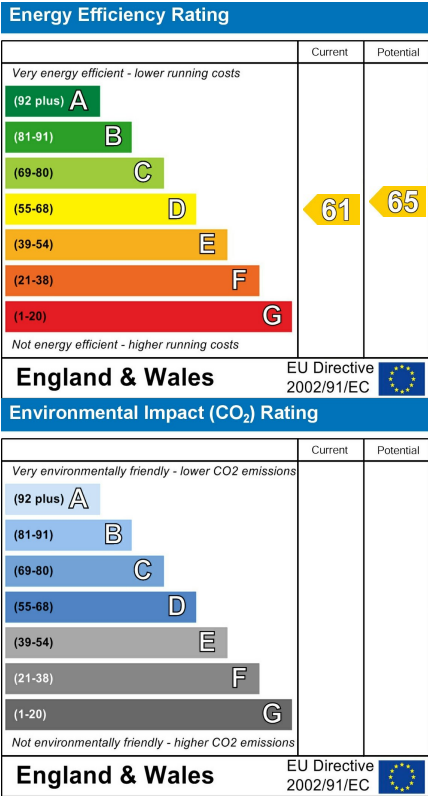 Energy Efficiency Rating
Current Potential
Very energy efficient - lower running costs
(92 plus) A
(81-91) B
(69-80) C
(55-68) D
61 65
(39-54) E
(21-38) F
(1-20) G
Not energy efficient - higher running costs
England & Wales
EU Directive
2002/91/EC
Environmental Impact (CO₂) Rating
Current Potential
Very environmentally friendly - lower CO2 emissions
(92 plus) A
(81-91) B
(69-80) C
(55-68) D
(39-54) E
(21-38) F
(1-20) G
Not environmentally friendly - higher CO2 emissions
England & Wales
EU Directive
2002/91/EC